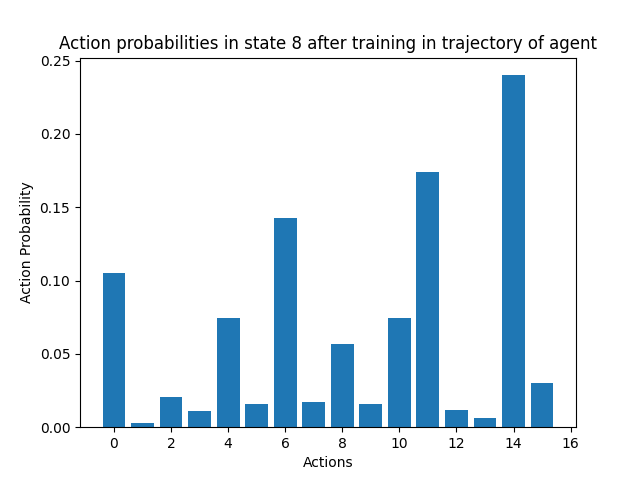 Action probabilities in state 8 after training in trajectory of agent
0.25
0.20
0.15
0.10
0.05
0.00
Action Probability
0 2 4 6 8 10 12 14 16
Actions